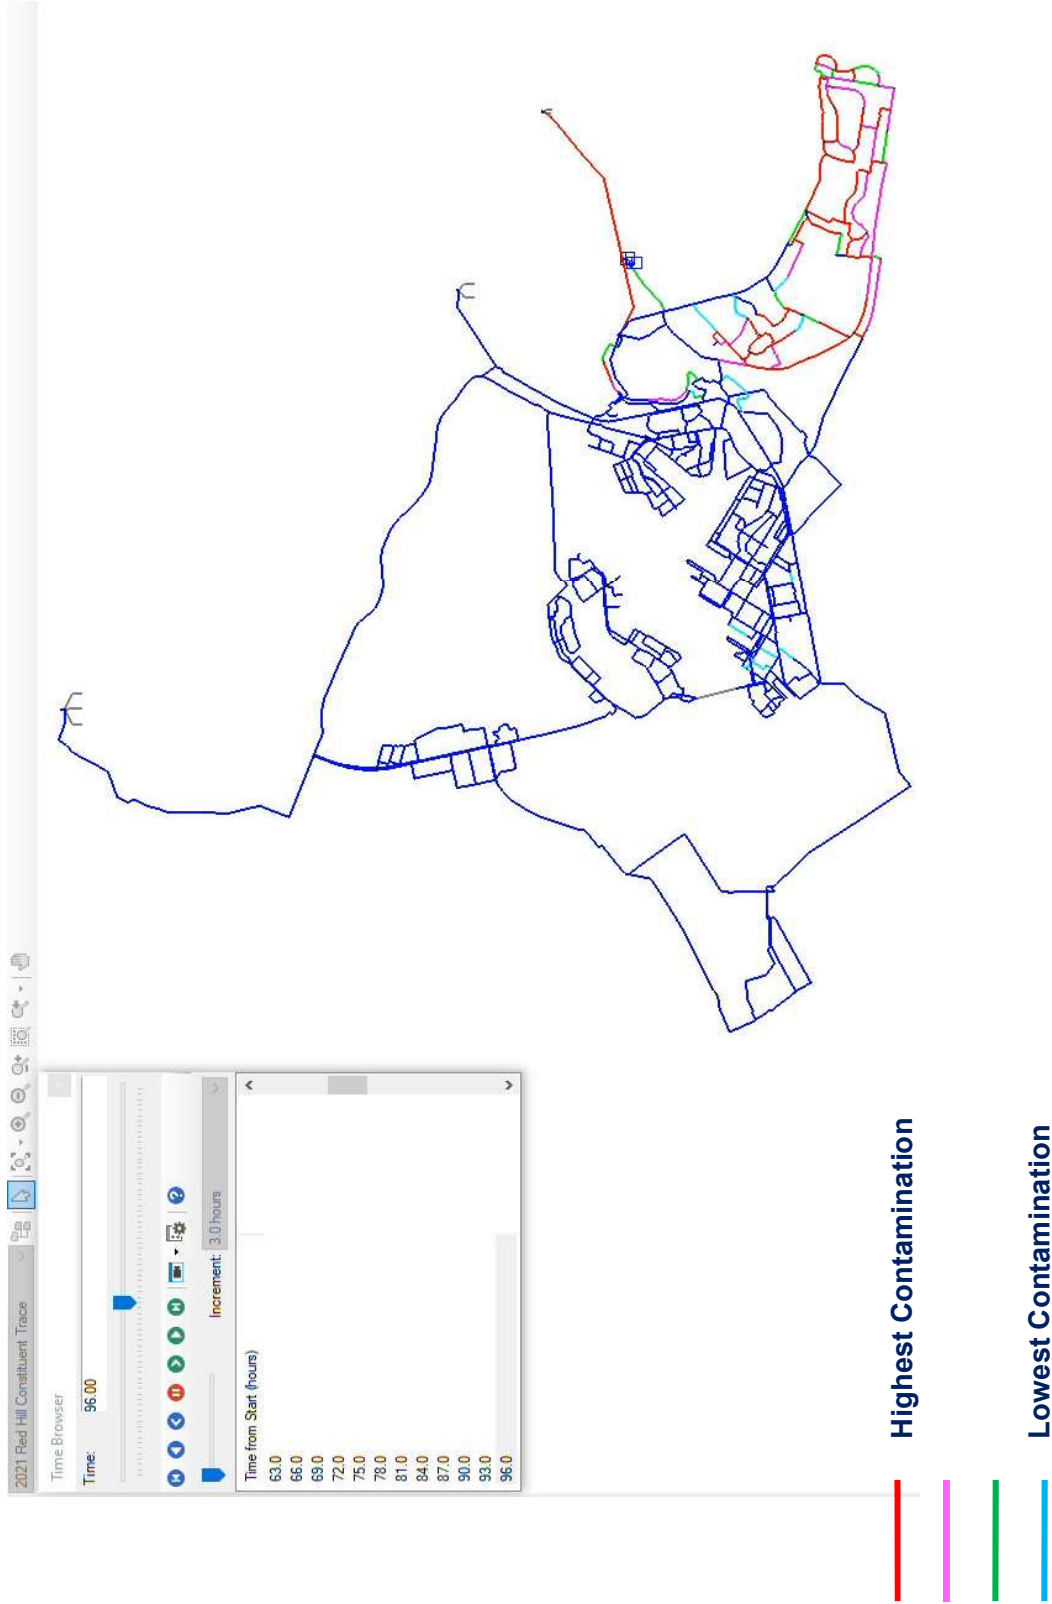 2021 Red Hill Constituent Trace
Time Browser
Time: 96.00
Increment: 3.0 hours
Time from Start (hours)
63.0
66.0
69.0
72.0
75.0
78.0
81.0
84.0
87.0
90.0
93.0
96.0
Highest Contamination
Lowest Contamination